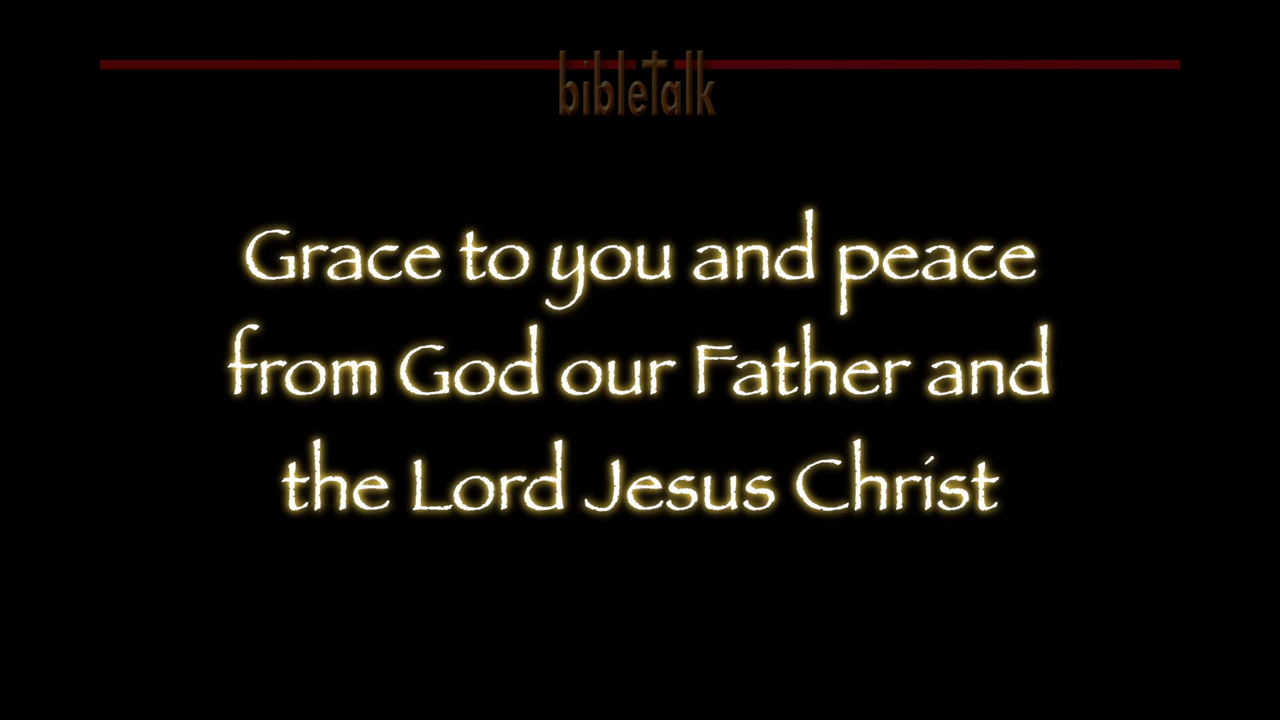 bibleTalk
Grace to you and peace
from God our Father and
the Lord Jesus Christ